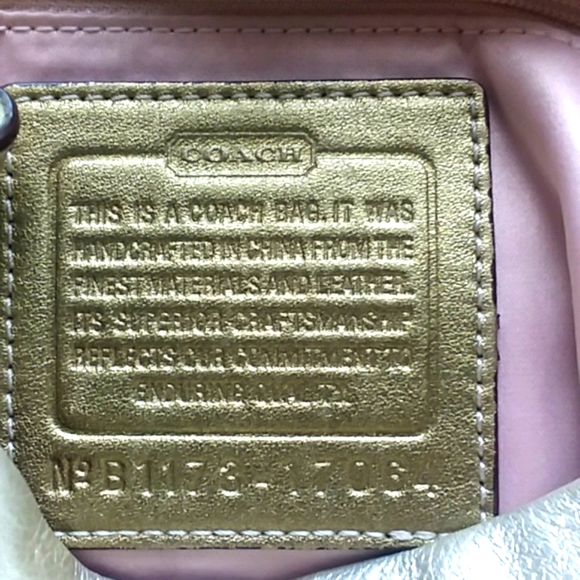 COACH
THIS IS A COACH BAG. IT WAS
HANDCRAFTED IN CHINA FROM THE
FINEST MATERIALS AND LEATHER.
ITS SUPERIOR CRAFTSMANSHIP
REFLECTS OUR COMMITMENT TO
ENDURING QUALITY.
Nº B1173-17064